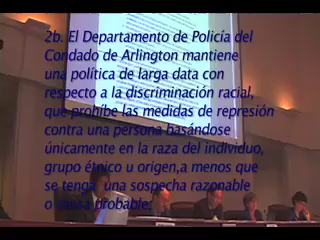 2b. El Departamento de Policía del
Condado de Arlington mantiene
una política de larga data con
respecto a la discriminación racial,
que prohíbe las medidas de represión
contra una persona basándose
únicamente en la raza del individuo,
grupo étnico u origen,a menos que
se tenga una sospecha razonable
o causa probable;